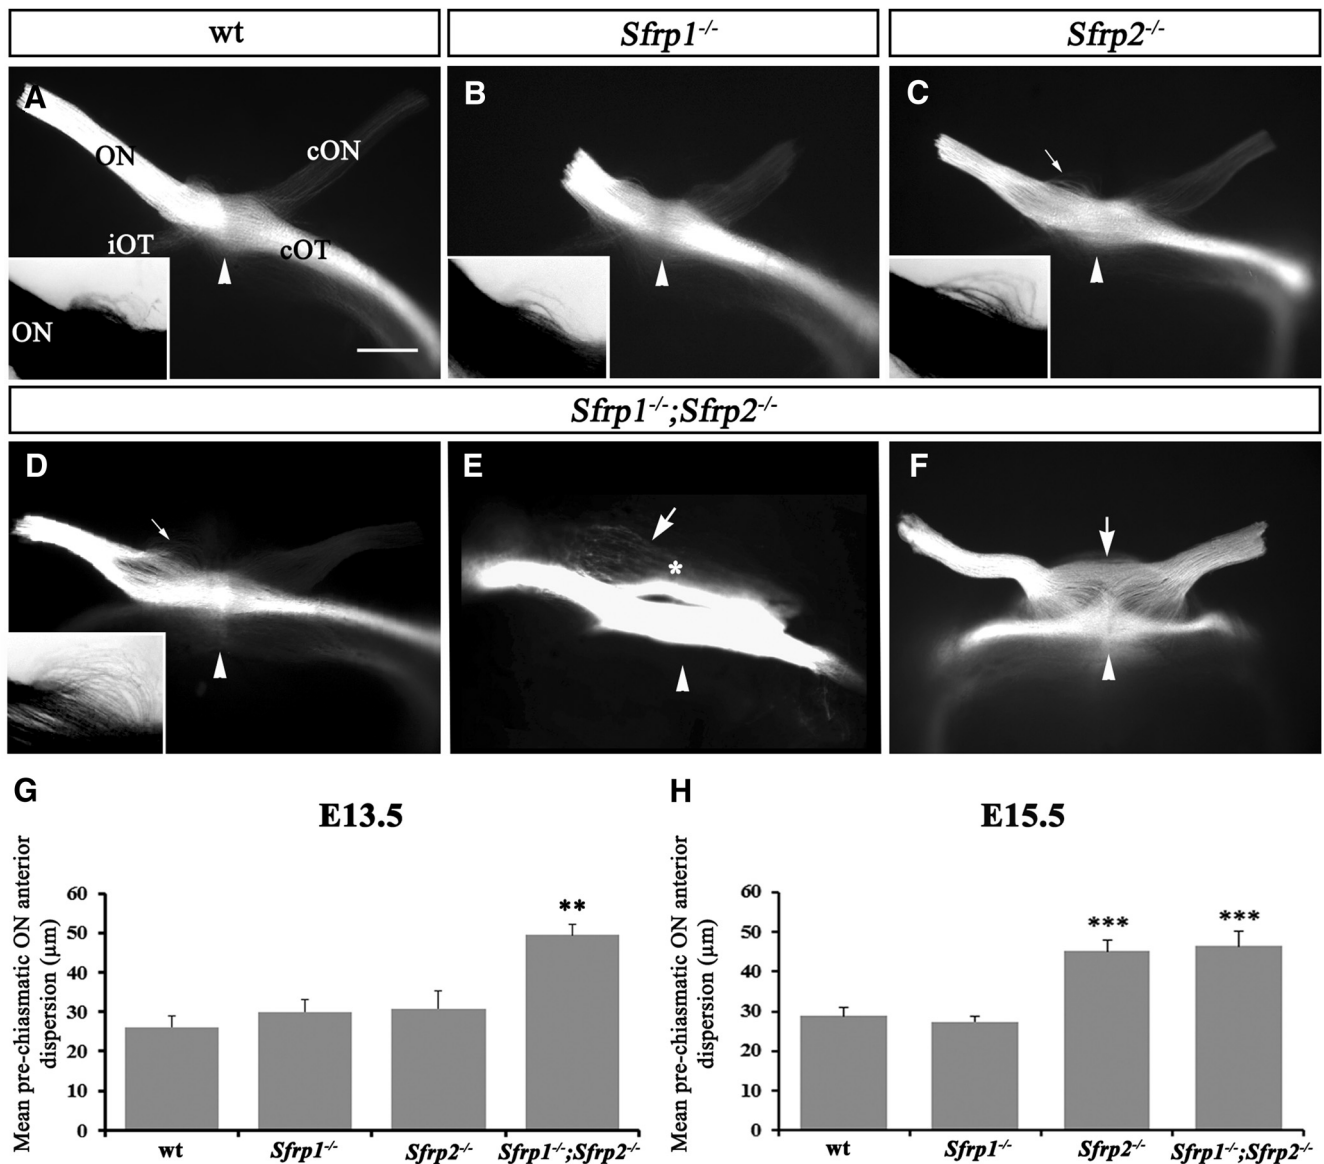 wt
Sfrp1-/-
Sfrp2-/-
A
ON
cON
iOT
cOT
ON
B
C
Sfrp1-/-;Sfrp2-/-
D
E
*
F
G
E13.5
Mean pre-chiasmatic ON anterior
dispersion (µm)
60
50
40
30
20
10
0
**
wt
Sfrp1-/-
Sfrp2-/-
Sfrp1-/-;Sfrp2-/-
H
E15.5
Mean pre-chiasmatic ON anterior
dispersion (µm)
60
50
40
30
20
10
0
***
***
wt
Sfrp1-/-
Sfrp2-/-
Sfrp1-/-;Sfrp2-/-